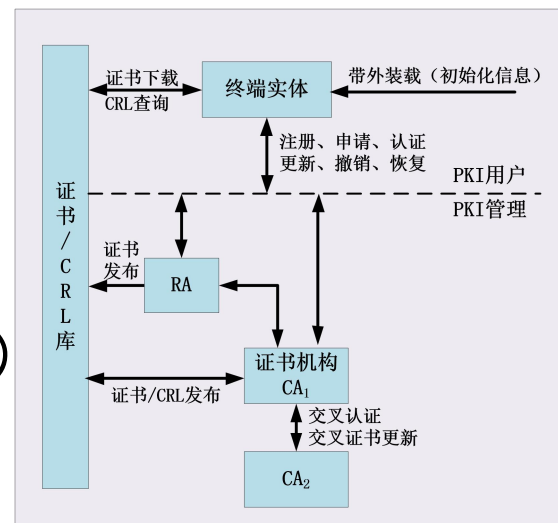 证书下载
CRL查询
终端实体
带外装载（初始化信息）
注册、申请、认证
更新、撤销、恢复
PKI用户
PKI管理
证书/CRL库
证书
发布
RA
证书机构
CA₁
证书/CRL发布
交叉认证
交叉证书更新
CA₂